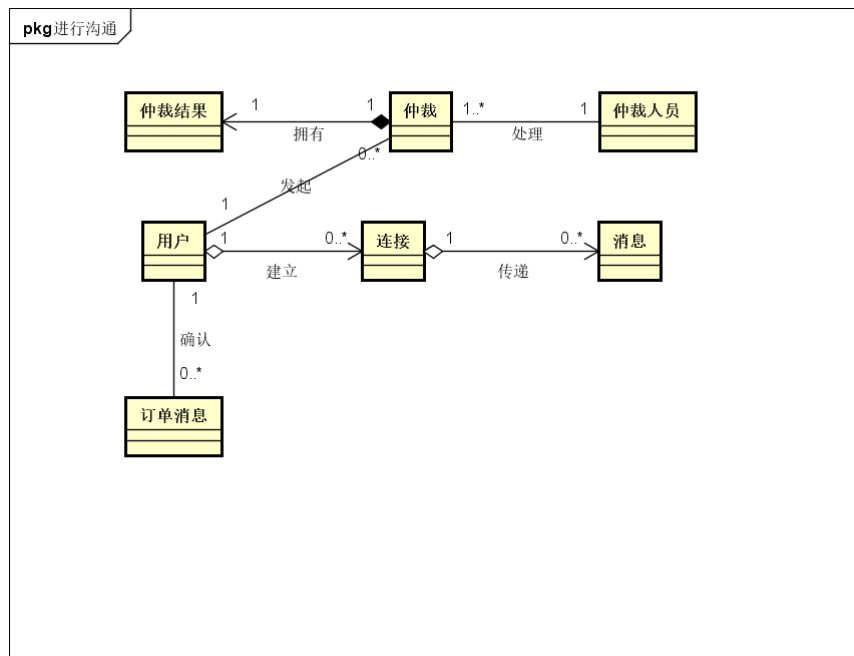 pkg进行沟通
仲裁结果
1
拥有
1
仲裁
1..*
处理
1
仲裁人员
0..*
发起
1
用户
1
建立
0..*
连接
1
传递
0..*
消息
1
确认
0..*
订单消息